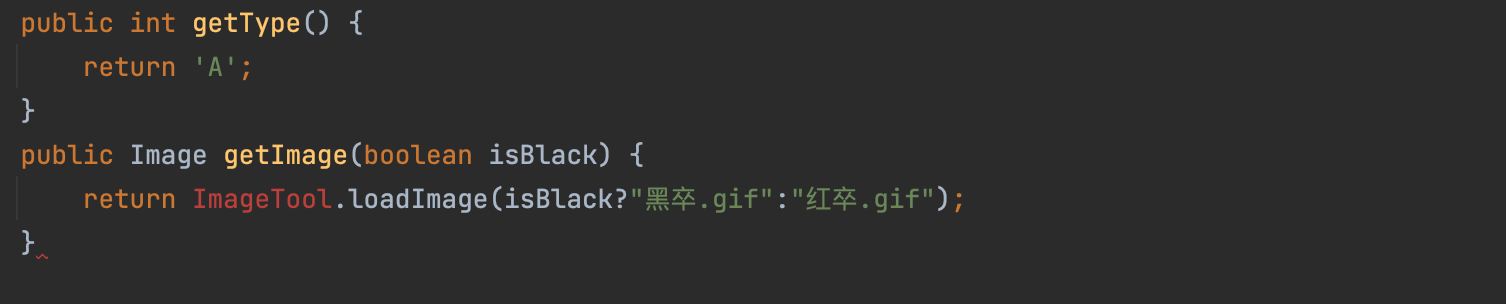 public int getType() {
    return 'A';
}
public Image getImage(boolean isBlack) {
    return ImageTool.loadImage(isBlack?"黑卒.gif":"红卒.gif");
}